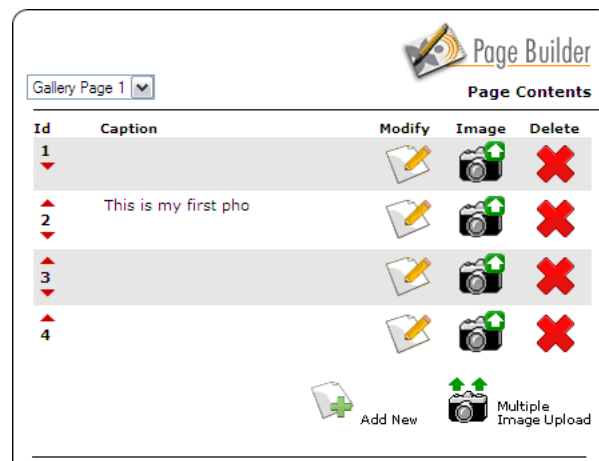 Page Builder
Gallery Page 1
Page Contents
Id Caption Modify Image Delete
1
2 This is my first pho
3
4
Add New
Multiple
Image Upload